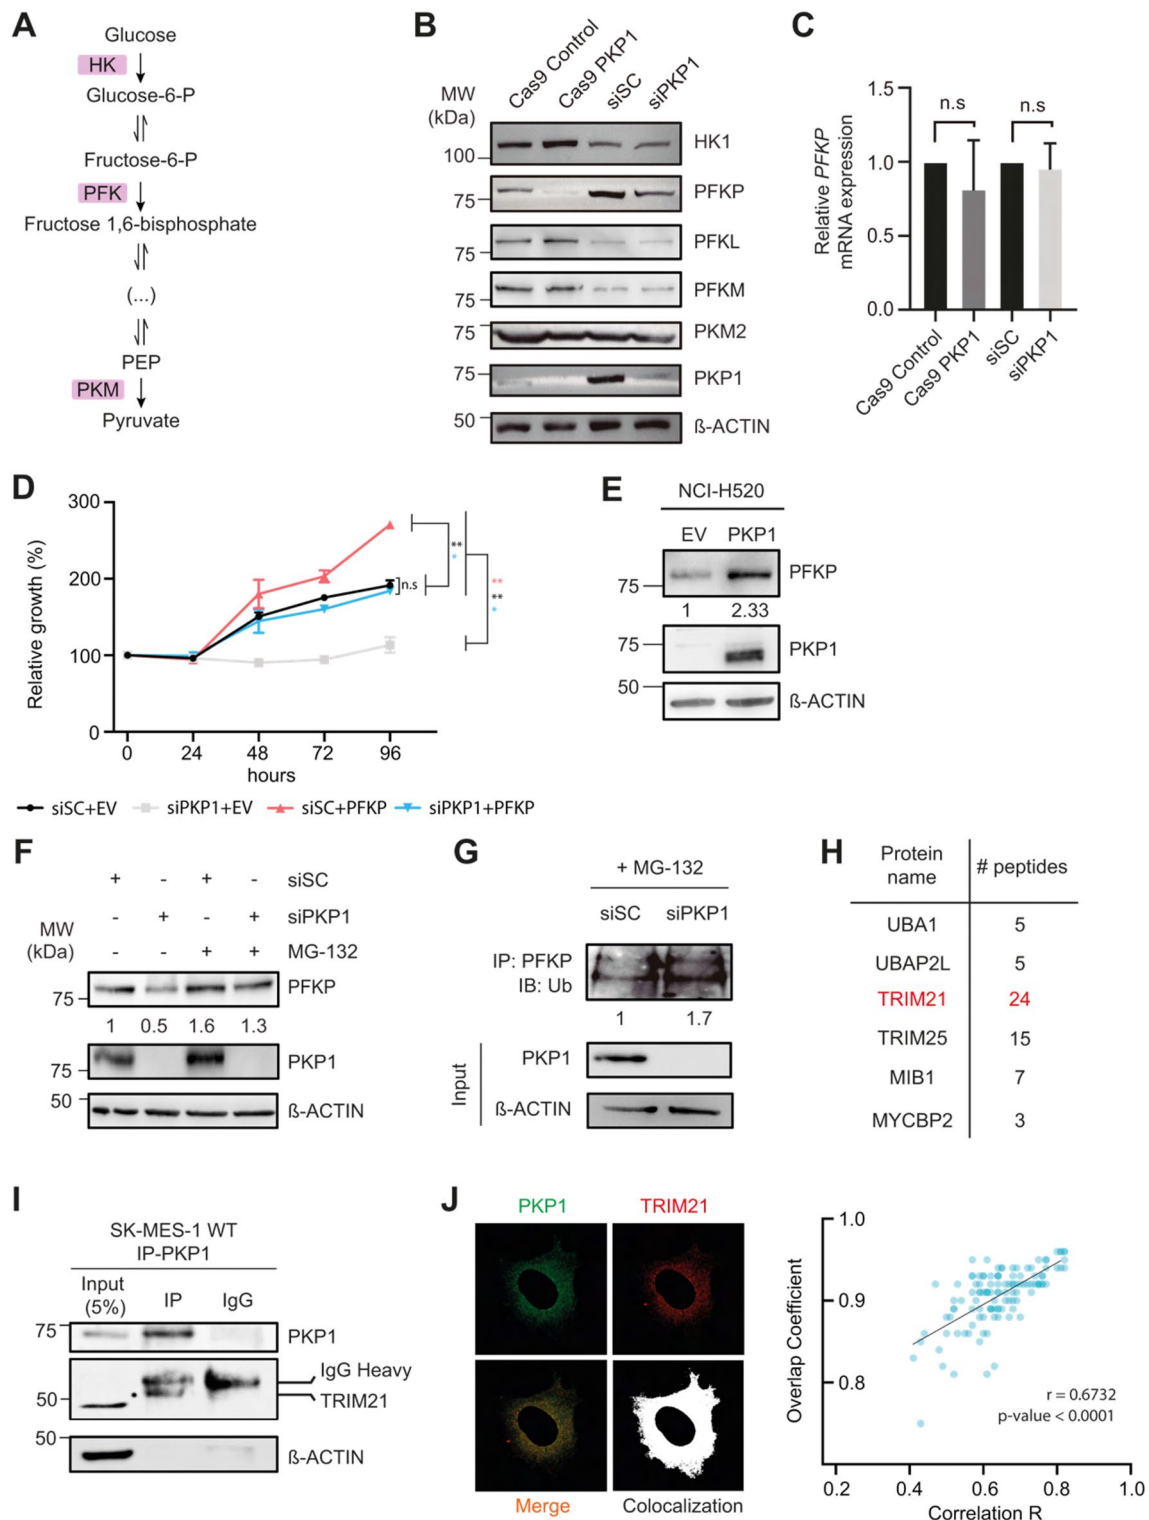 A
Glucose
HK
Glucose-6-P
Fructose-6-P
PFK
Fructose 1,6-bisphosphate
(...)
PEP
PKM
Pyruvate
B
Cas9 Control
Cas9 PKP1
siSC
siPKP1
MW
(kDa)
100
HK1
75
PFKP
75
PFKL
75
PFKM
75
PKM2
75
PKP1
50
ß-ACTIN
C
Relative PFKP
mRNA expression
1.5
1.0
0.5
0.0
n.s
n.s
Cas9 Control
Cas9 PKP1
siSC
siPKP1
D
Relative growth (%)
300
200
100
0
0 24 48 72 96
hours
n.s
**
*
**
**
*
siSC+EV siPKP1+EV siSC+PFKP siPKP1+PFKP
E
NCI-H520
EV PKP1
75
PFKP
1 2.33
75
PKP1
50
ß-ACTIN
F
+ - + - siSC
- + - + siPKP1
- - + + MG-132
MW
(kDa)
75
PFKP
1 0.5 1.6 1.3
75
PKP1
50
ß-ACTIN
G
+ MG-132
siSC siPKP1
IP: PFKP
IB: Ub
1 1.7
Input
PKP1
ß-ACTIN
H
Protein
name
# peptides
UBA1 5
UBAP2L 5
TRIM21 24
TRIM25 15
MIB1 7
MYCBP2 3
I
SK-MES-1 WT
IP-PKP1
Input
(5%)
IP IgG
75
PKP1
IgG Heavy
50
TRIM21
50
ß-ACTIN
J
PKP1 TRIM21
Merge Colocalization
Overlap Coefficient
1.0
0.9
0.8
r = 0.6732
p-value < 0.0001
0.2 0.4 0.6 0.8 1.0
Correlation R